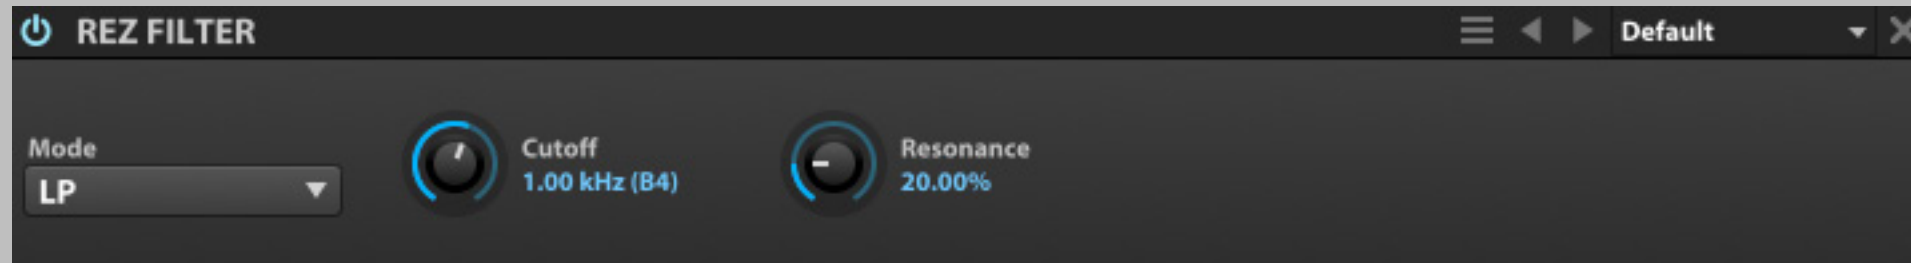 REZ FILTER
Default
Mode
LP
Cutoff
1.00 kHz (B4)
Resonance
20.00%